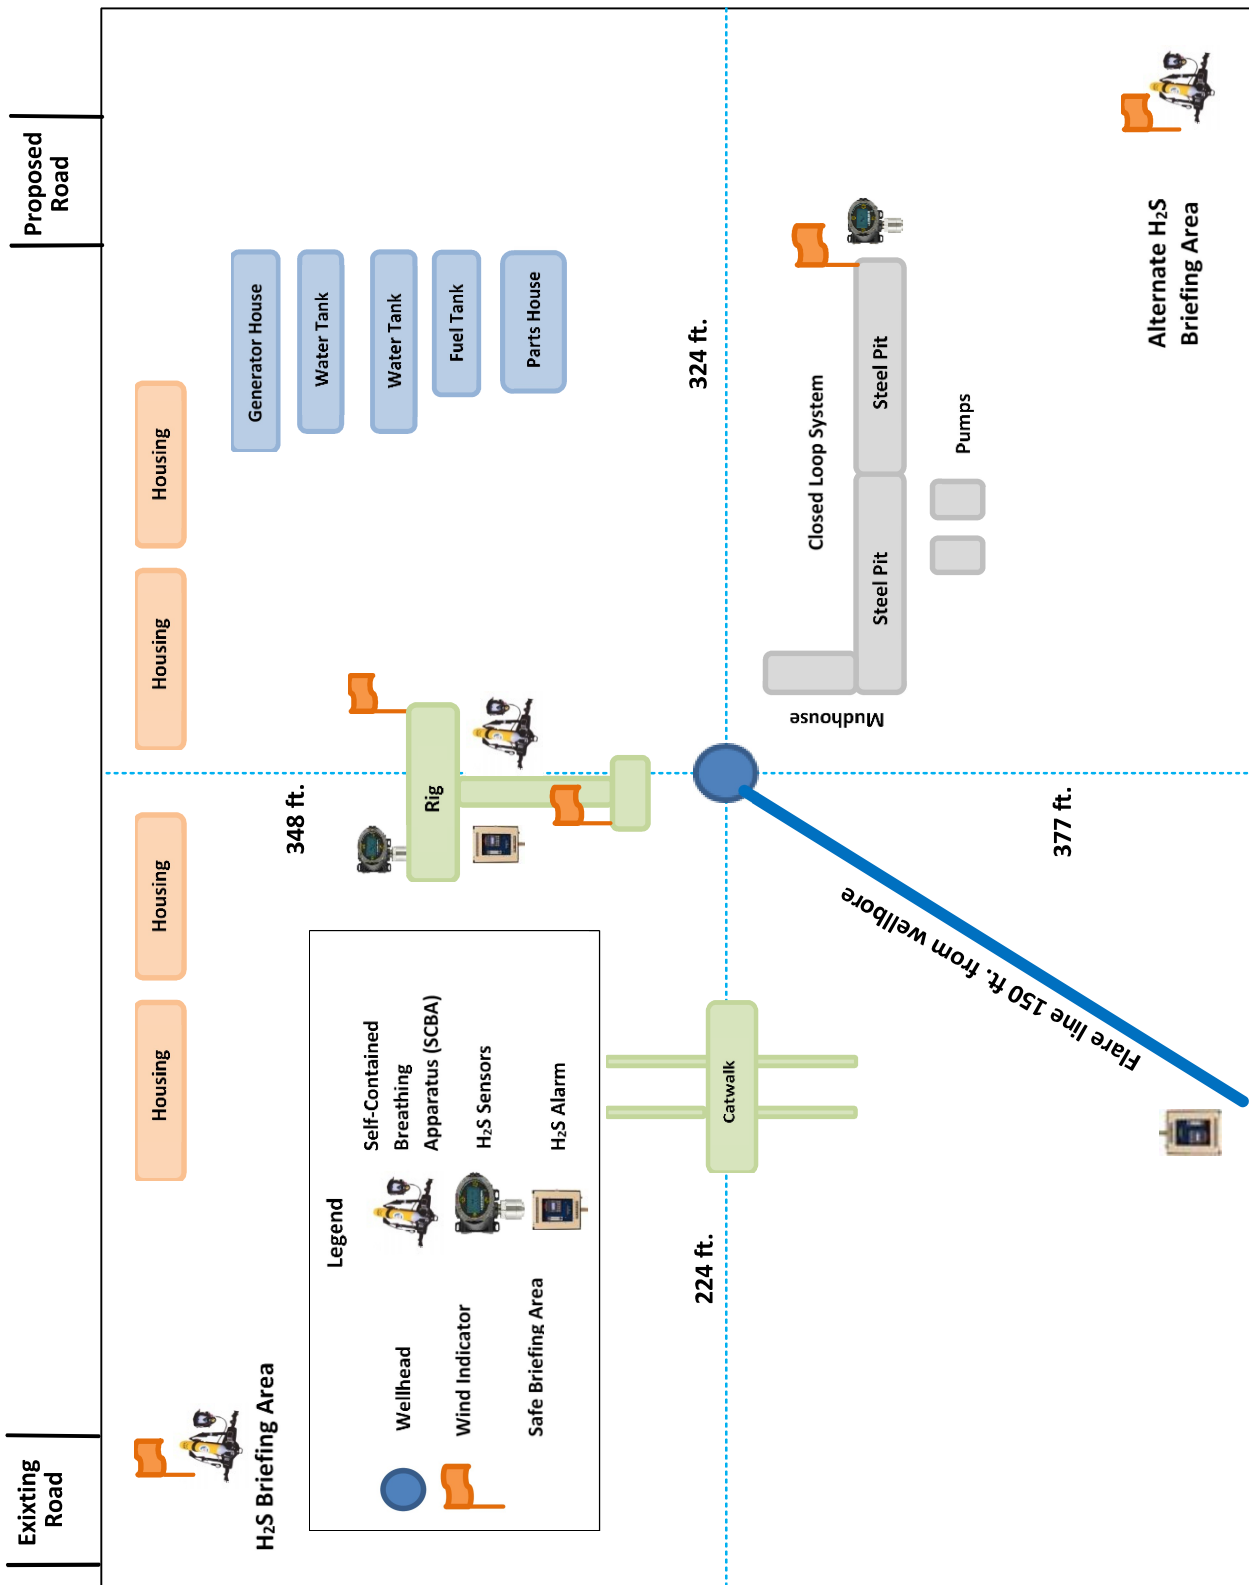 Exixting
Road
Proposed
Road
Housing
Housing
Housing
Housing
Generator House
Water Tank
Water Tank
Fuel Tank
Parts House
H₂S Briefing Area
348 ft.
Rig
Legend
Wellhead
Wind Indicator
Safe Briefing Area
Self-Contained
Breathing
Apparatus (SCBA)
H₂S Sensors
H₂S Alarm
224 ft.
324 ft.
Catwalk
Closed Loop System
Mudhouse
Steel Pit
Steel Pit
Pumps
377 ft.
Flare line 150 ft. from wellbore
Alternate H₂S
Briefing Area